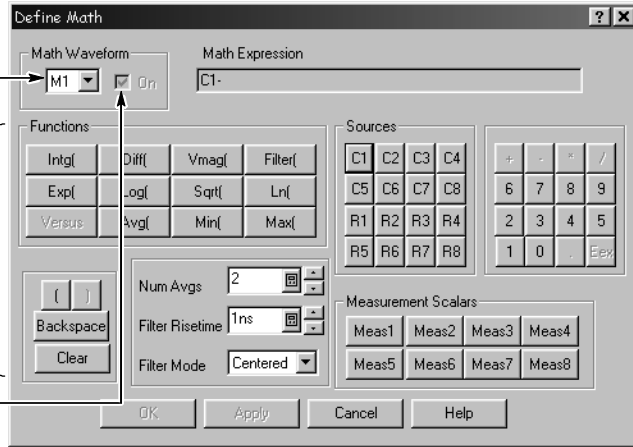 Define Math
Math Waveform
Math Expression
M1
On
C1-
Functions
Intg(
Diff(
Vmag(
Filter(
Exp(
Log(
Sqrt(
Ln(
Versus
Avg(
Min(
Max(
Sources
C1 C2 C3 C4
C5 C6 C7 C8
R1 R2 R3 R4
R5 R6 R7 R8
+ - * /
6 7 8 9
2 3 4 5
1 0 . Eex
( )
Backspace
Clear
Num Avgs 2
Filter Risetime 1ns
Filter Mode Centered
Measurement Scalars
Meas1 Meas2 Meas3 Meas4
Meas5 Meas6 Meas7 Meas8
OK
Apply
Cancel
Help